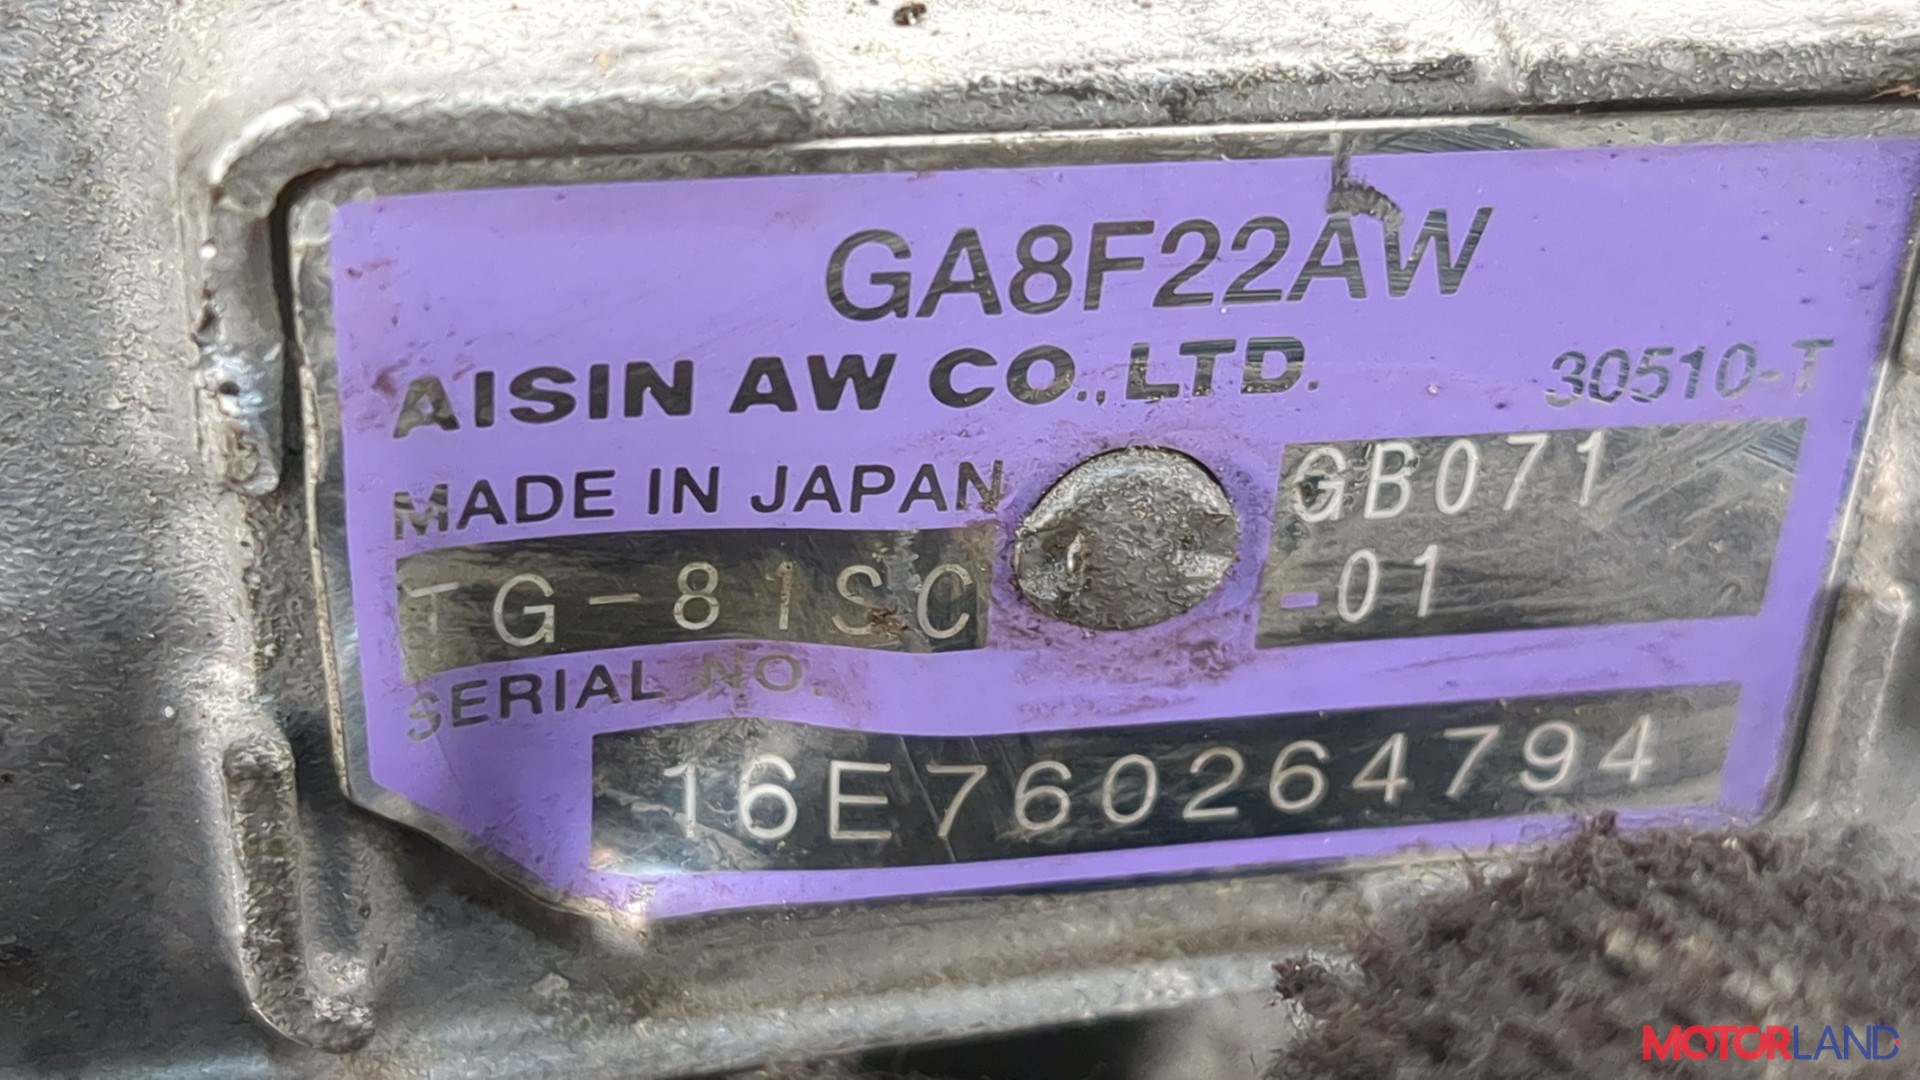 GA8F22AW
AISIN AW CO.,LTD.
30510-T
MADE IN JAPAN
GB071
-01
TG-81SC
SERIAL NO.
16E760264794
MOTORLAND